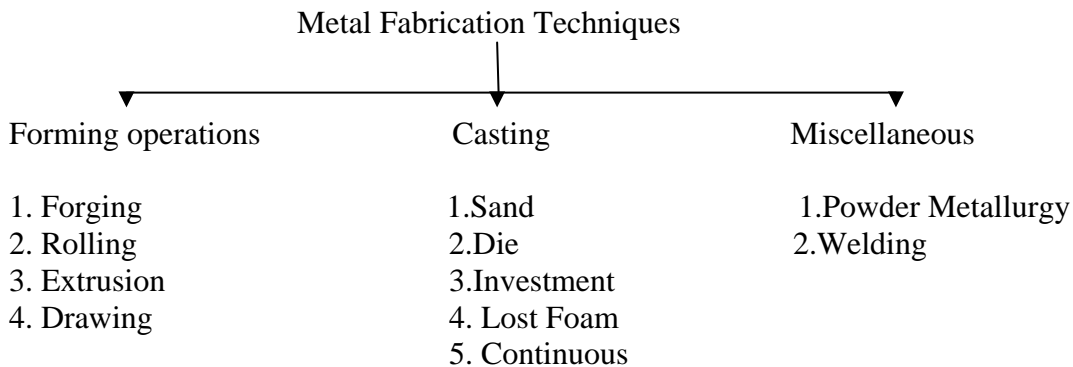 Metal Fabrication Techniques
Forming operations Casting Miscellaneous
1. Forging 1.Sand 1.Powder Metallurgy
2. Rolling 2.Die 2.Welding
3. Extrusion 3.Investment
4. Drawing 4. Lost Foam
5. Continuous